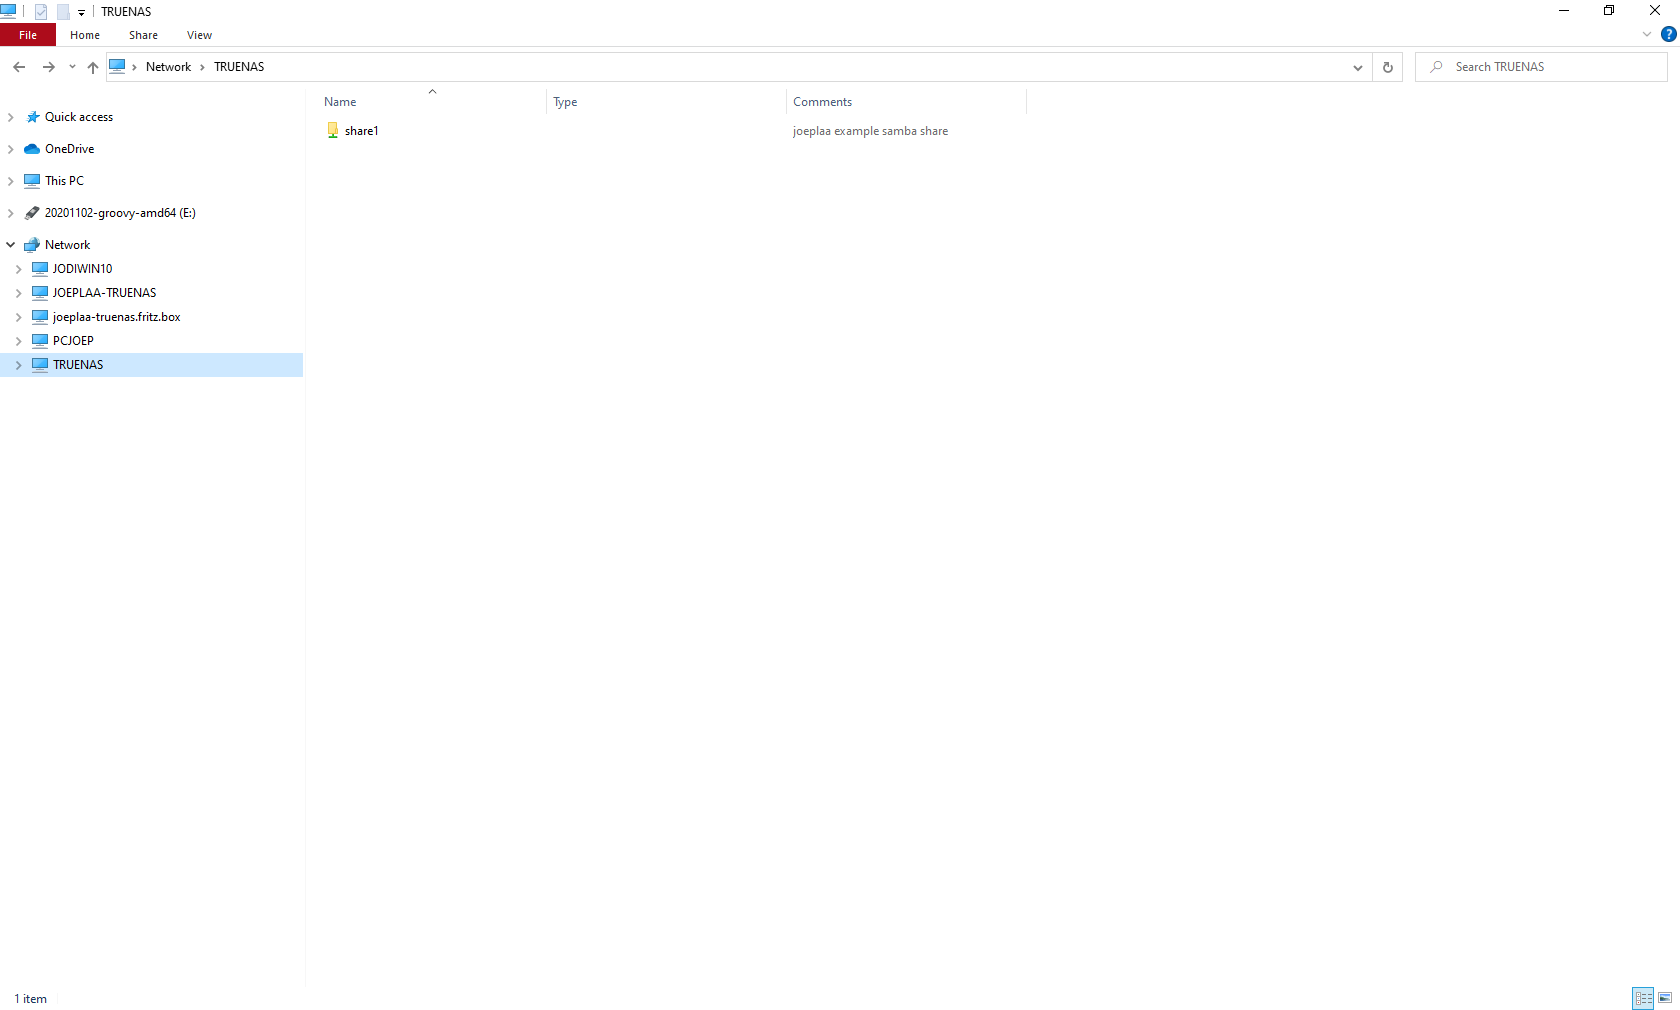 TRUENAS
File Home Share View
Network TRUENAS
Search TRUENAS
Name Type Comments
share1 joeplaa example samba share
Quick access
OneDrive
This PC
20201102-groovy-amd64 (E:)
Network
JODIWIN10
JOEPLAA-TRUENAS
joeplaa-truenas.fritz.box
PCJOEP
TRUENAS
1 item